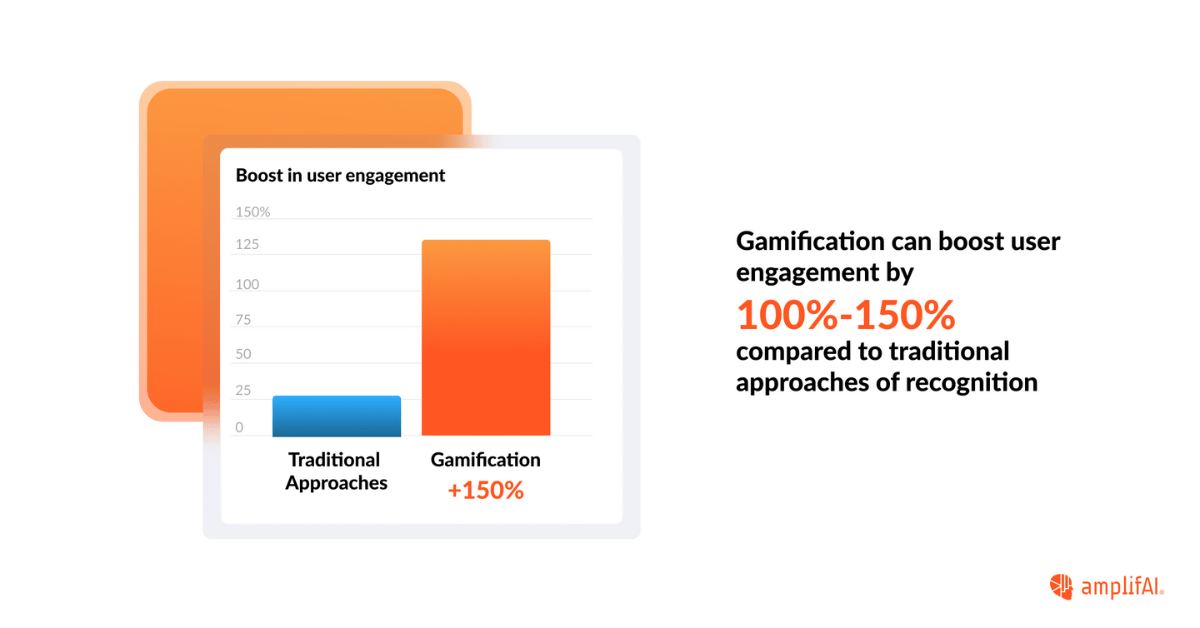 Boost in user engagement
150%
125
100
75
50
25
0
Traditional
Approaches
Gamification
+150%
Gamification can boost user
engagement by
100%-150%
compared to traditional
approaches of recognition
amplifAI®